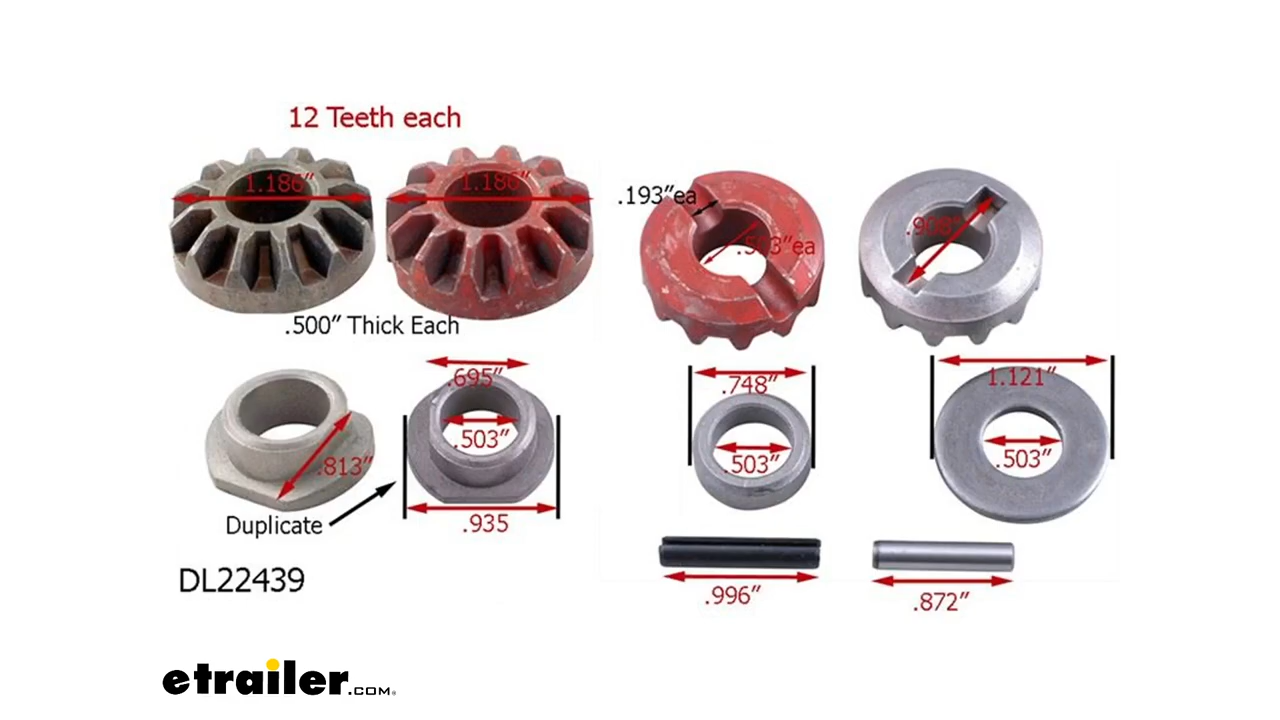 12 Teeth each
1.186”
1.186”
.193”ea
.908”
.500” Thick Each
.695”
.503”
.813”
.935
Duplicate
.748”
.503”
1.121”
.503”
.996”
.872”
DL22439
etrailer.COM